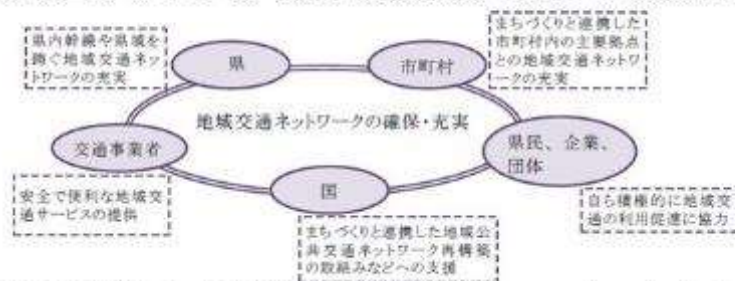 県内幹線や県域を
跨ぐ地域交通ネッ
トワークの充実
県
市町村
まちづくりと連携した
市町村内の主要拠点
との地域交通ネットワ
ークの充実
地域交通ネットワークの確保・充実
交通事業者
県民、企業、
団体
安全で便利な地域交
通サービスの提供
国
まちづくりと連携した地域公
共交通ネットワーク再構築
の取組みなどへの支援
自ら積極的に地域交
通の利用促進に協力